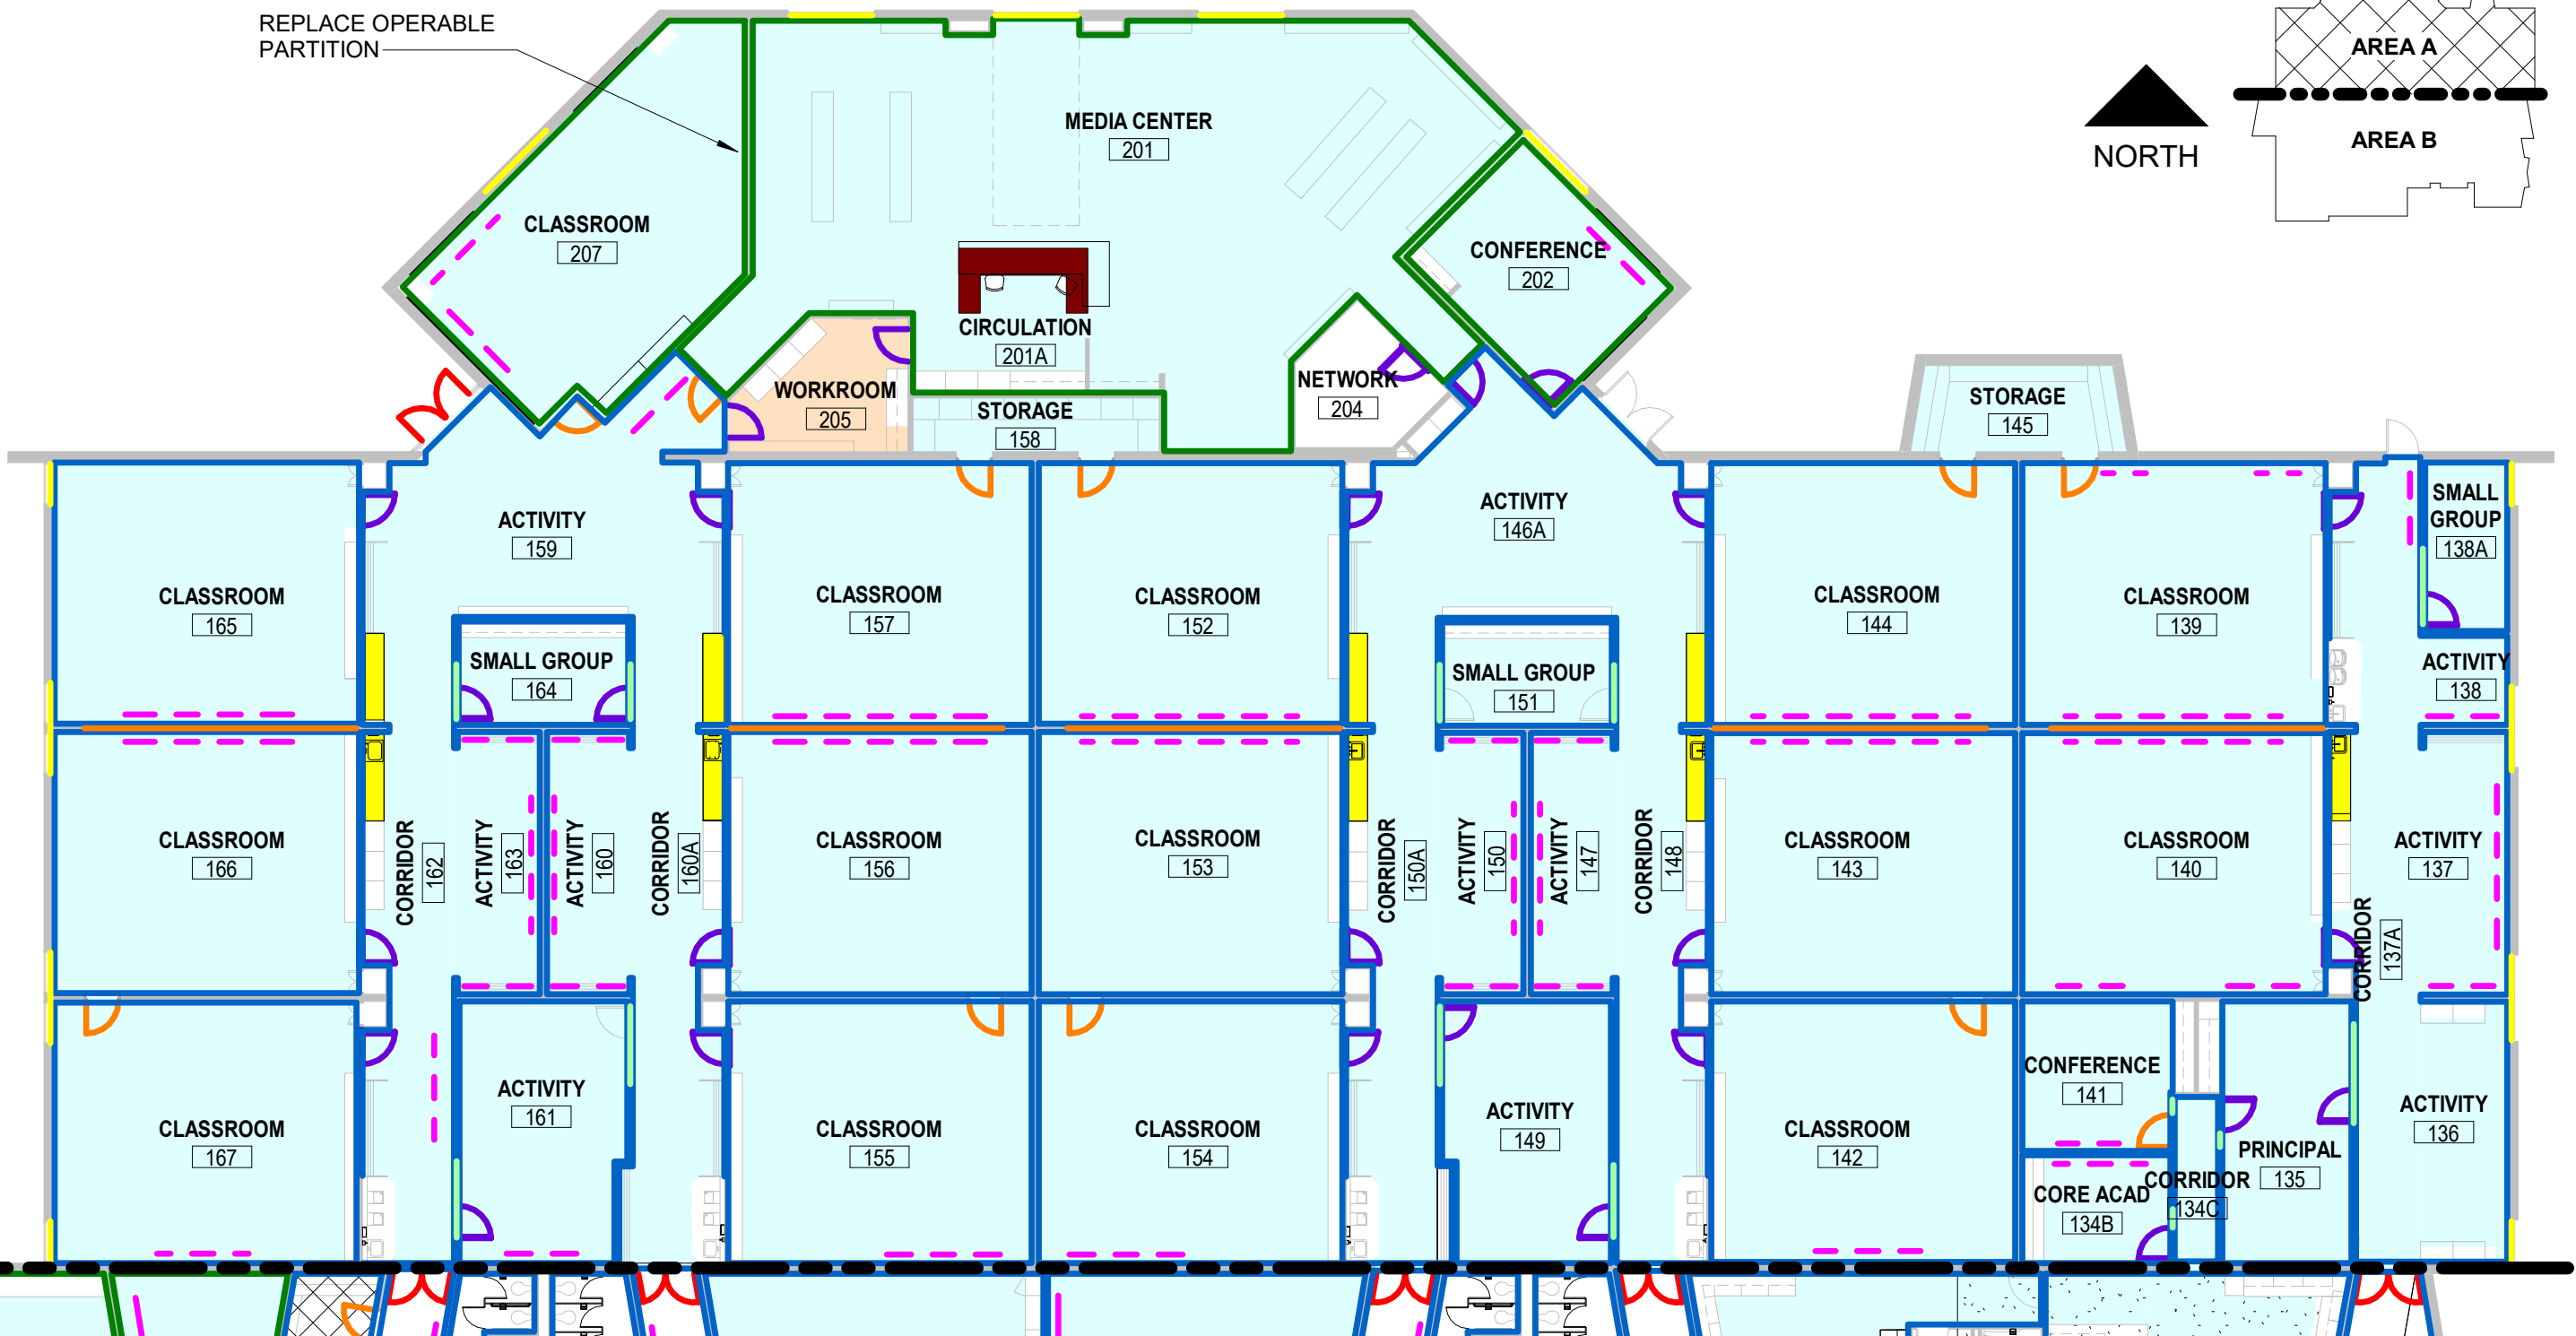 REPLACE OPERABLE
PARTITION
AREA A
AREA B
NORTH
MEDIA CENTER
201
CLASSROOM
207
CONFERENCE
202
CIRCULATION
201A
WORKROOM
205
STORAGE
158
NETWORK
204
STORAGE
145
ACTIVITY
159
ACTIVITY
146A
SMALL
GROUP
138A
CLASSROOM
165
CLASSROOM
157
CLASSROOM
152
CLASSROOM
144
CLASSROOM
139
SMALL GROUP
164
SMALL GROUP
151
ACTIVITY
138
CLASSROOM
166
CORRIDOR
162
ACTIVITY
163
ACTIVITY
160
CORRIDOR
160A
CLASSROOM
156
CLASSROOM
153
CORRIDOR
150A
ACTIVITY
150
ACTIVITY
147
CORRIDOR
148
CLASSROOM
143
CLASSROOM
140
CORRIDOR
137A
ACTIVITY
137
CLASSROOM
167
ACTIVITY
161
CLASSROOM
155
CLASSROOM
154
ACTIVITY
149
CLASSROOM
142
CONFERENCE
141
CORE ACAD
134B
CORRIDOR
134C
PRINCIPAL
135
ACTIVITY
136